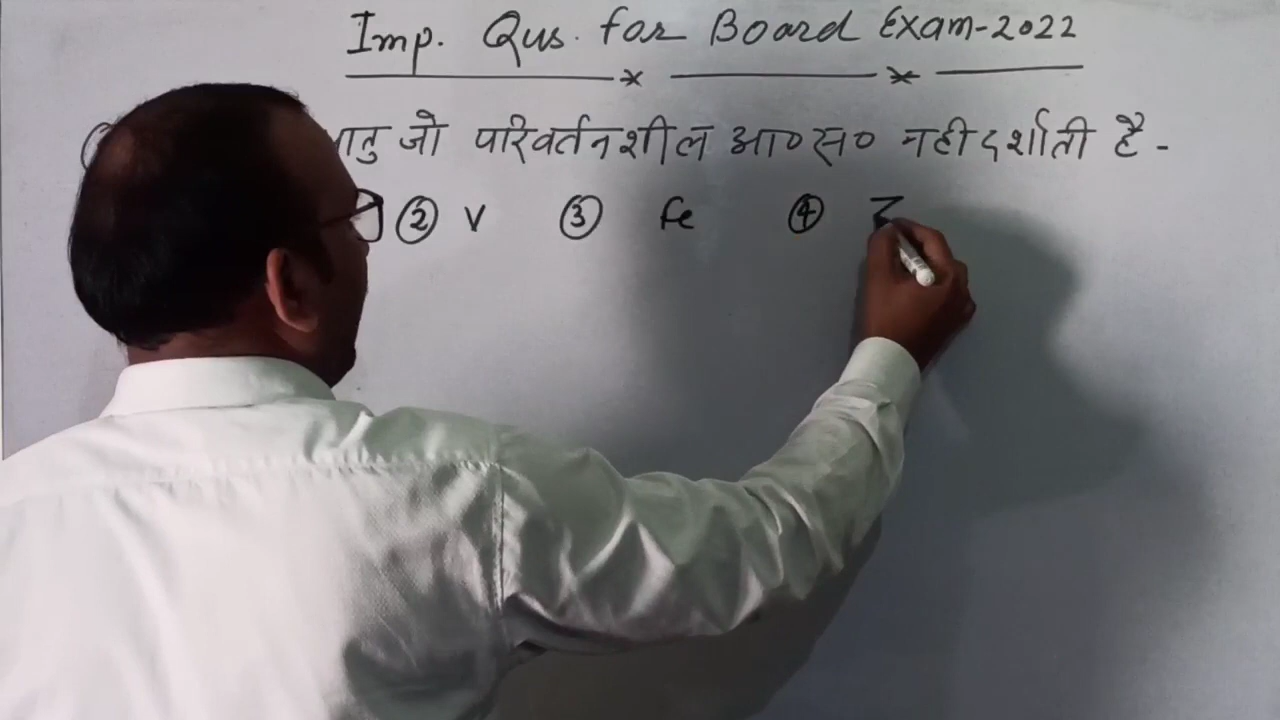 Imp. Qus. for Board Exam-2022
जो परिवर्तनशील आ०स० नही दर्शाती है -
② V ③ Fe ④